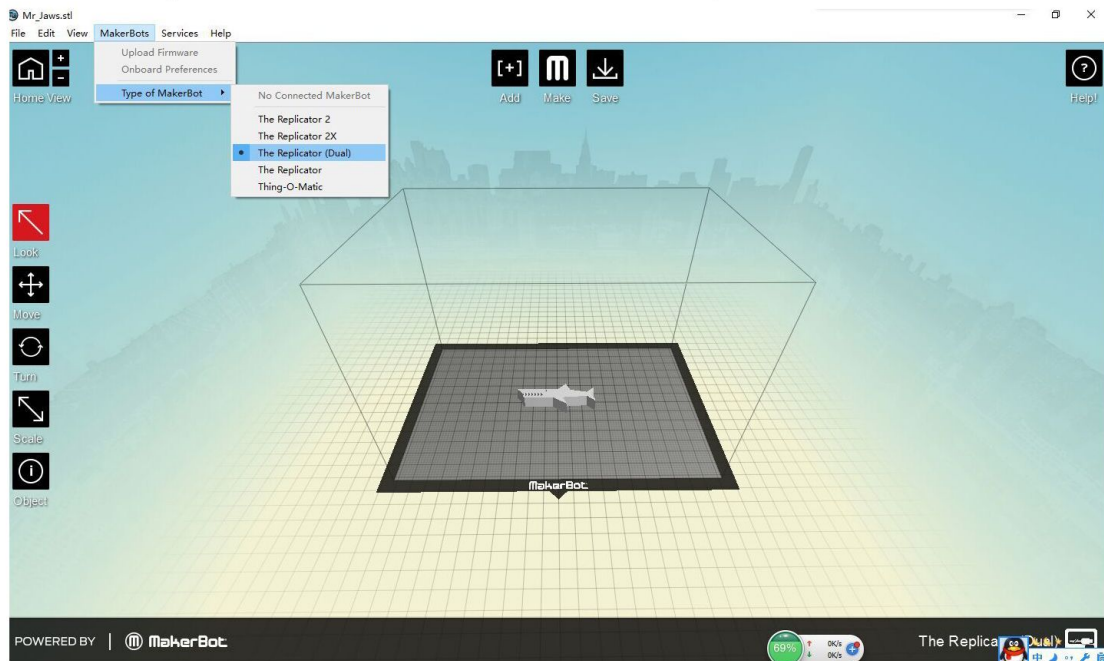 Mr_Jaws.stl
File Edit View MakerBots Services Help
Upload Firmware
Onboard Preferences
Type of MakerBot
No Connected MakerBot
The Replicator 2
The Replicator 2X
The Replicator (Dual)
The Replicator
Thing-O-Matic
Home View
[+] Add
M Make
Save
? Help!
Look
Move
Turn
Scale
i Object
MakerBot
POWERED BY | M MakerBot
69%
0K/s
0K/s
The Replica
ual)
中